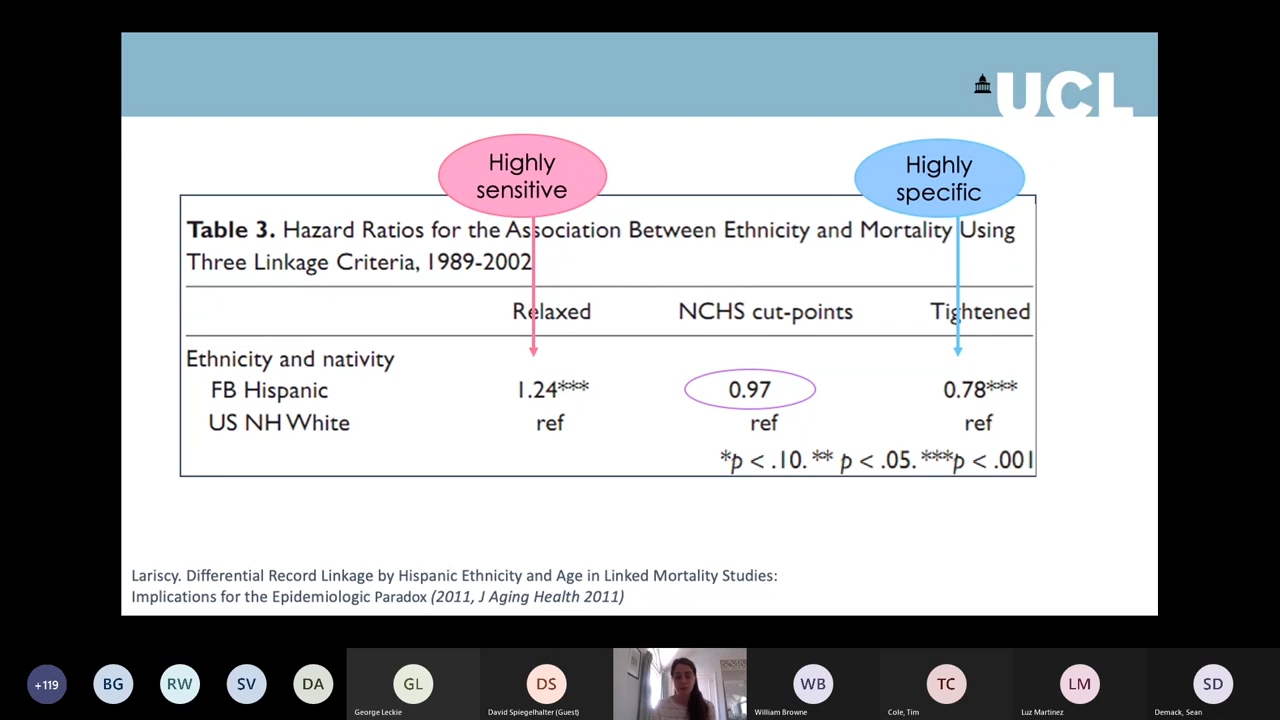 UCL
Highly
sensitive
Highly
specific
Table 3. Hazard Ratios for the Association Between Ethnicity and Mortality Using
Three Linkage Criteria, 1989-2002
Relaxed NCHS cut-points Tightened
Ethnicity and nativity
FB Hispanic 1.24*** 0.97 0.78***
US NH White ref ref ref
*p < .10. ** p < .05. ***p < .001
Lariscy. Differential Record Linkage by Hispanic Ethnicity and Age in Linked Mortality Studies:
Implications for the Epidemiologic Paradox (2011, J Aging Health 2011)
+119 BG RW SV DA GL DS WB TC LM SD
George Leckie David Spiegelhalter (Guest) William Browne Cole, Tim Luz Martinez Demack, Sean